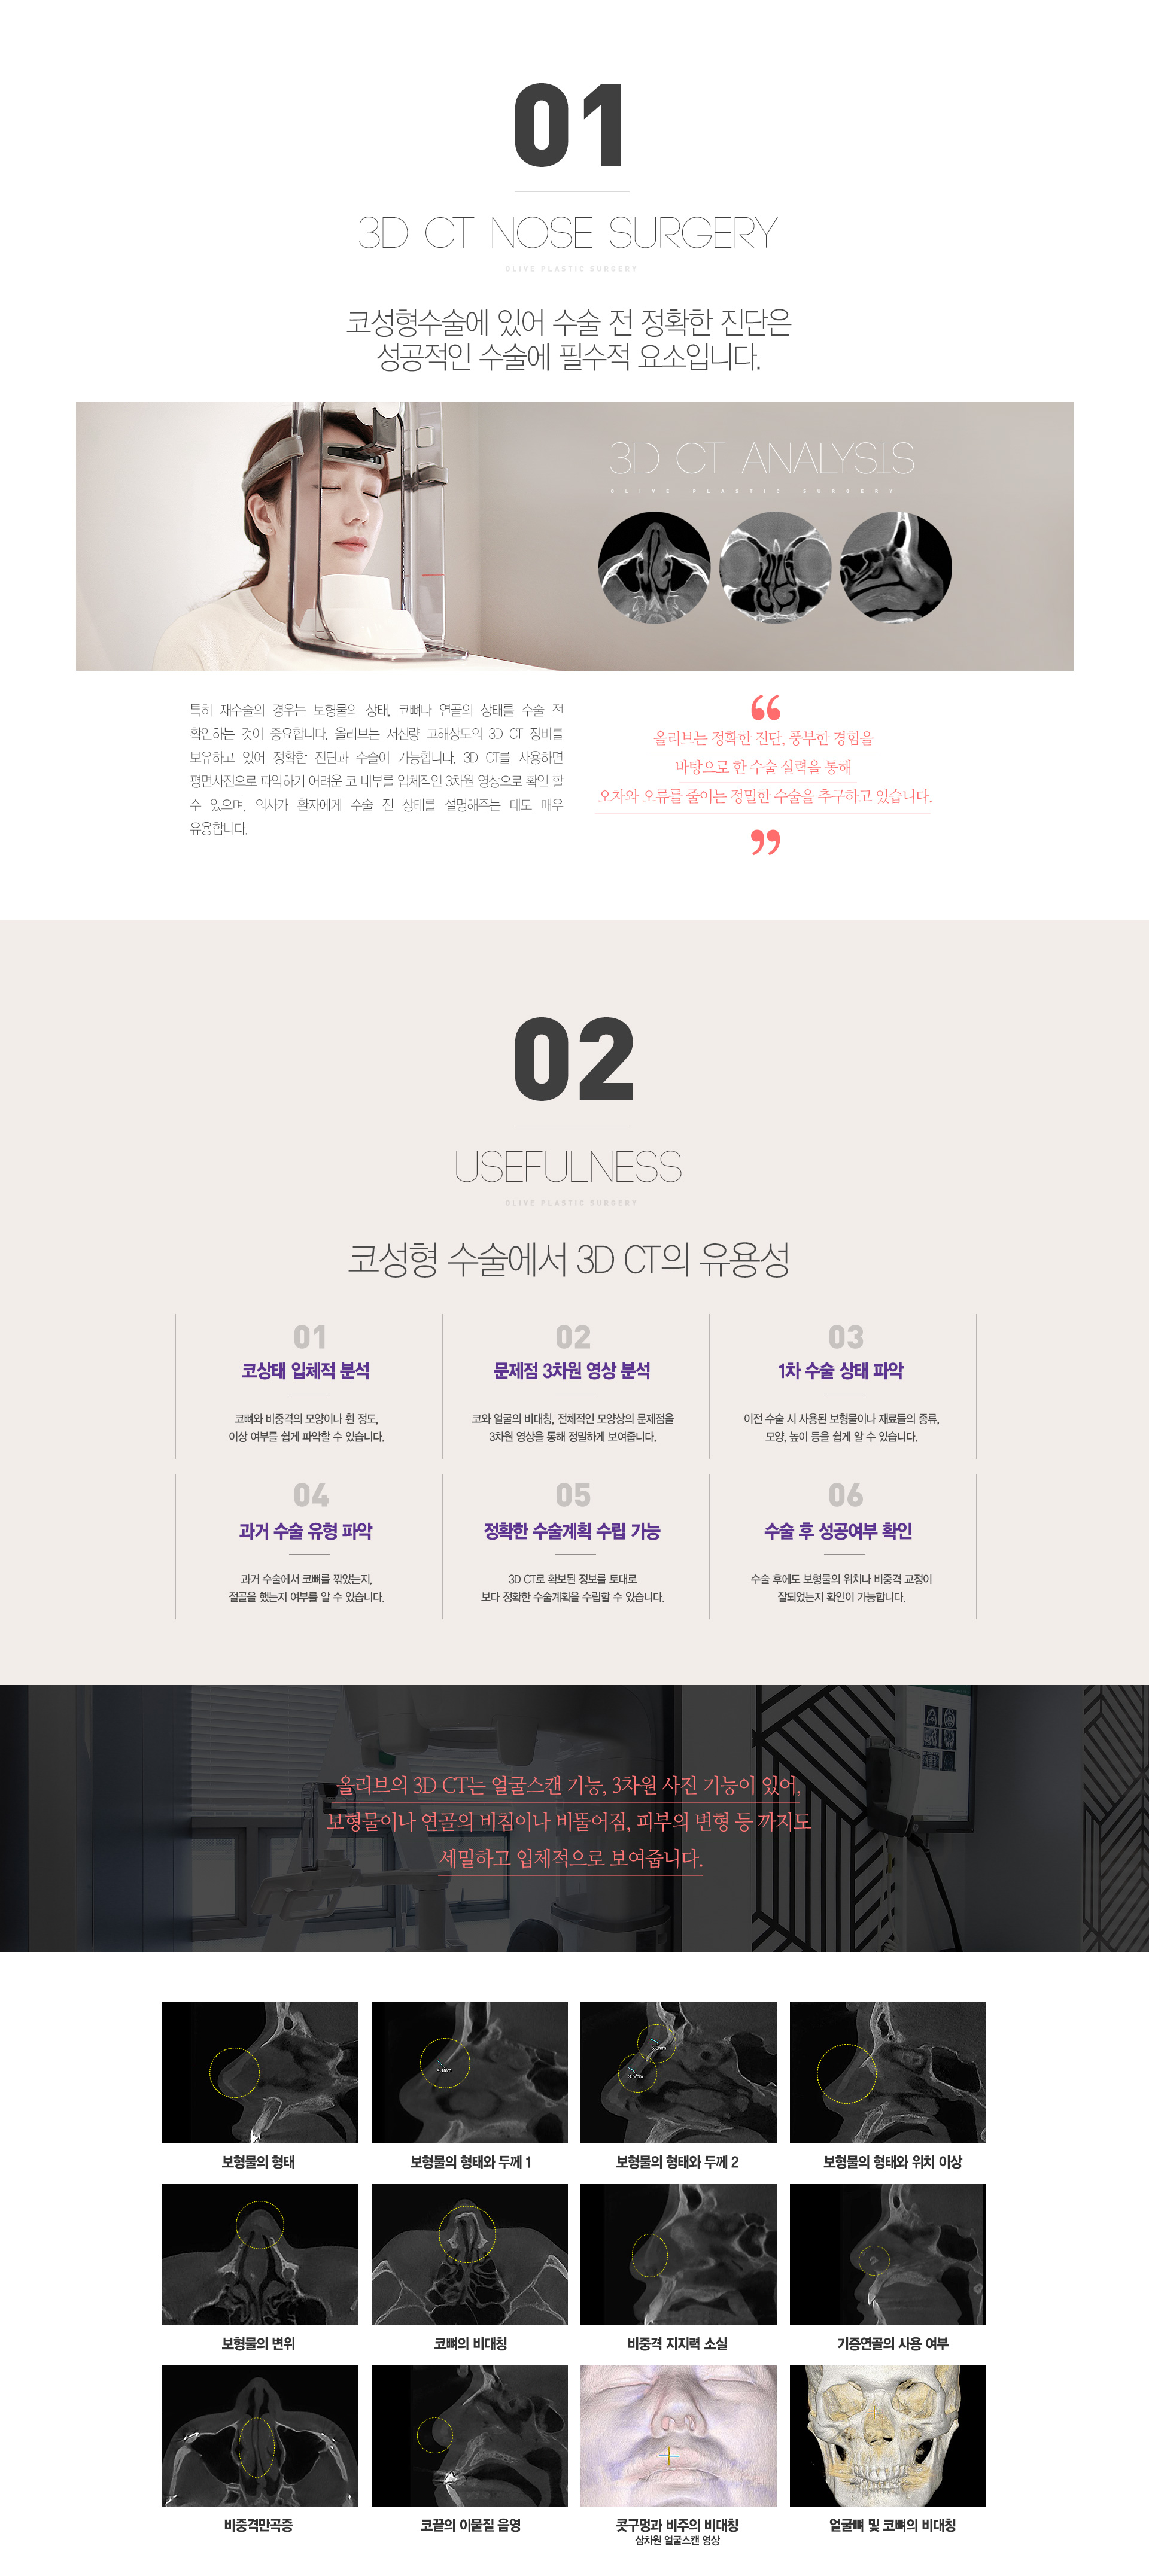 01
3D CT NOSE SURGERY
OLIVE PLASTIC SURGERY
코성형수술에 있어 수술 전 정확한 진단은
성공적인 수술에 필수적 요소입니다.
3D CT ANALYSIS
OLIVE PLASTIC SURGERY
특히 재수술의 경우는 보형물의 상태, 코뼈나 연골의 상태를 수술 전
확인하는 것이 중요합니다. 올리브는 저선량 고해상도의 3D CT 장비를
보유하고 있어 정확한 진단과 수술이 가능합니다. 3D CT를 사용하면
평면사진으로 파악하기 어려운 코 내부를 입체적인 3차원 영상으로 확인 할
수 있으며, 의사가 환자에게 수술 전 상태를 설명해주는 데도 매우
유용합니다.
“
올리브는 정확한 진단, 풍부한 경험을
바탕으로 한 수술 실력을 통해
오차와 오류를 줄이는 정밀한 수술을 추구하고 있습니다.
”
02
USEFULNESS
OLIVE PLASTIC SURGERY
코성형 수술에서 3D CT의 유용성
01
코상태 입체적 분석
코뼈와 비중격의 모양이나 휜 정도,
이상 여부를 쉽게 파악할 수 있습니다.
02
문제점 3차원 영상 분석
코와 얼굴의 비대칭, 전체적인 모양상의 문제점을
3차원 영상을 통해 정밀하게 보여줍니다.
03
1차 수술 상태 파악
이전 수술 시 사용된 보형물이나 재료들의 종류,
모양, 높이 등을 쉽게 알 수 있습니다.
04
과거 수술 유형 파악
과거 수술에서 코뼈를 깎았는지,
절골을 했는지 여부를 알 수 있습니다.
05
정확한 수술계획 수립 가능
3D CT로 확보된 정보를 토대로
보다 정확한 수술계획을 수립할 수 있습니다.
06
수술 후 성공여부 확인
수술 후에도 보형물의 위치나 비중격 교정이
잘되었는지 확인이 가능합니다.
올리브의 3D CT는 얼굴스캔 기능, 3차원 사진 기능이 있어,
보형물이나 연골의 비침이나 비뚤어짐, 피부의 변형 등 까지도
세밀하고 입체적으로 보여줍니다.
4.1mm
5.0mm
3.6mm
보형물의 형태
보형물의 형태와 두께 1
보형물의 형태와 두께 2
보형물의 형태와 위치 이상
보형물의 변위
코뼈의 비대칭
비중격 지지력 소실
기증연골의 사용 여부
비중격만곡증
코끝의 이물질 음영
콧구멍과 비주의 비대칭
삼차원 얼굴스캔 영상
얼굴뼈 및 코뼈의 비대칭